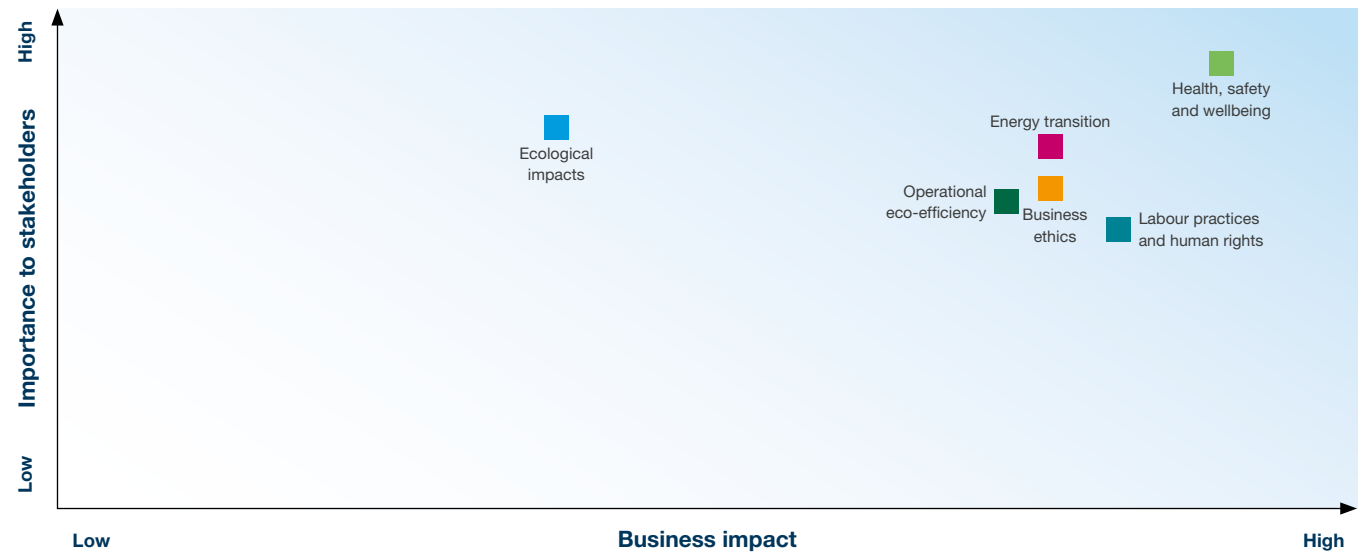 High
Importance to stakeholders
Low
Health, safety
and wellbeing
Energy transition
Ecological
impacts
Operational
eco-efficiency
Business
ethics
Labour practices
and human rights
Low
Business impact
High